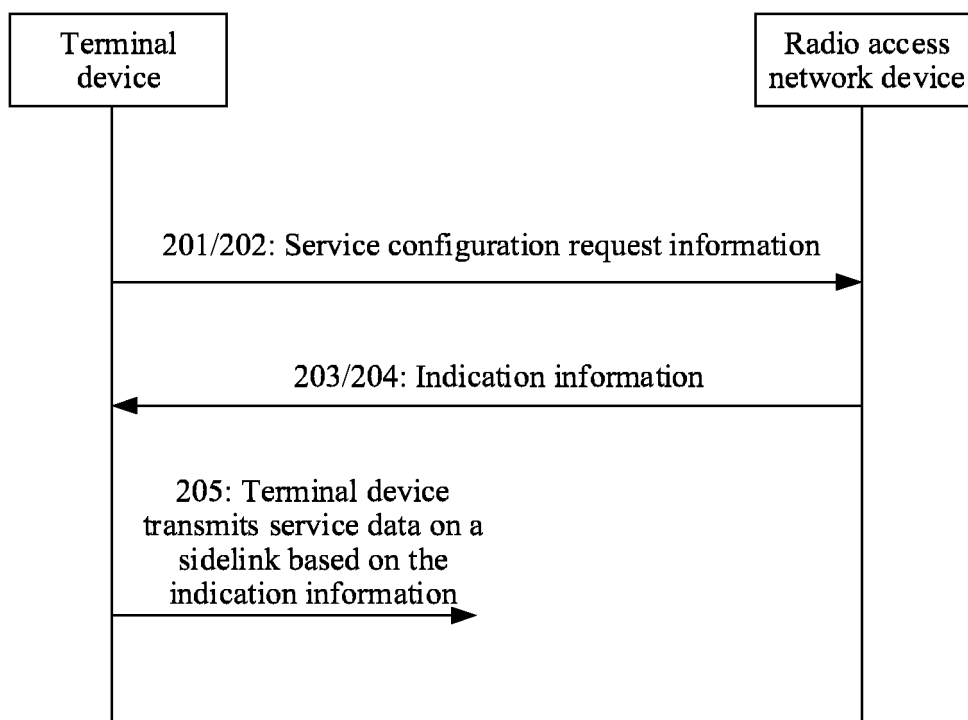 Terminal
device
Radio access
network device
201/202: Service configuration request information
203/204: Indication information
205: Terminal device
transmits service data on a
sidelink based on the
indication information